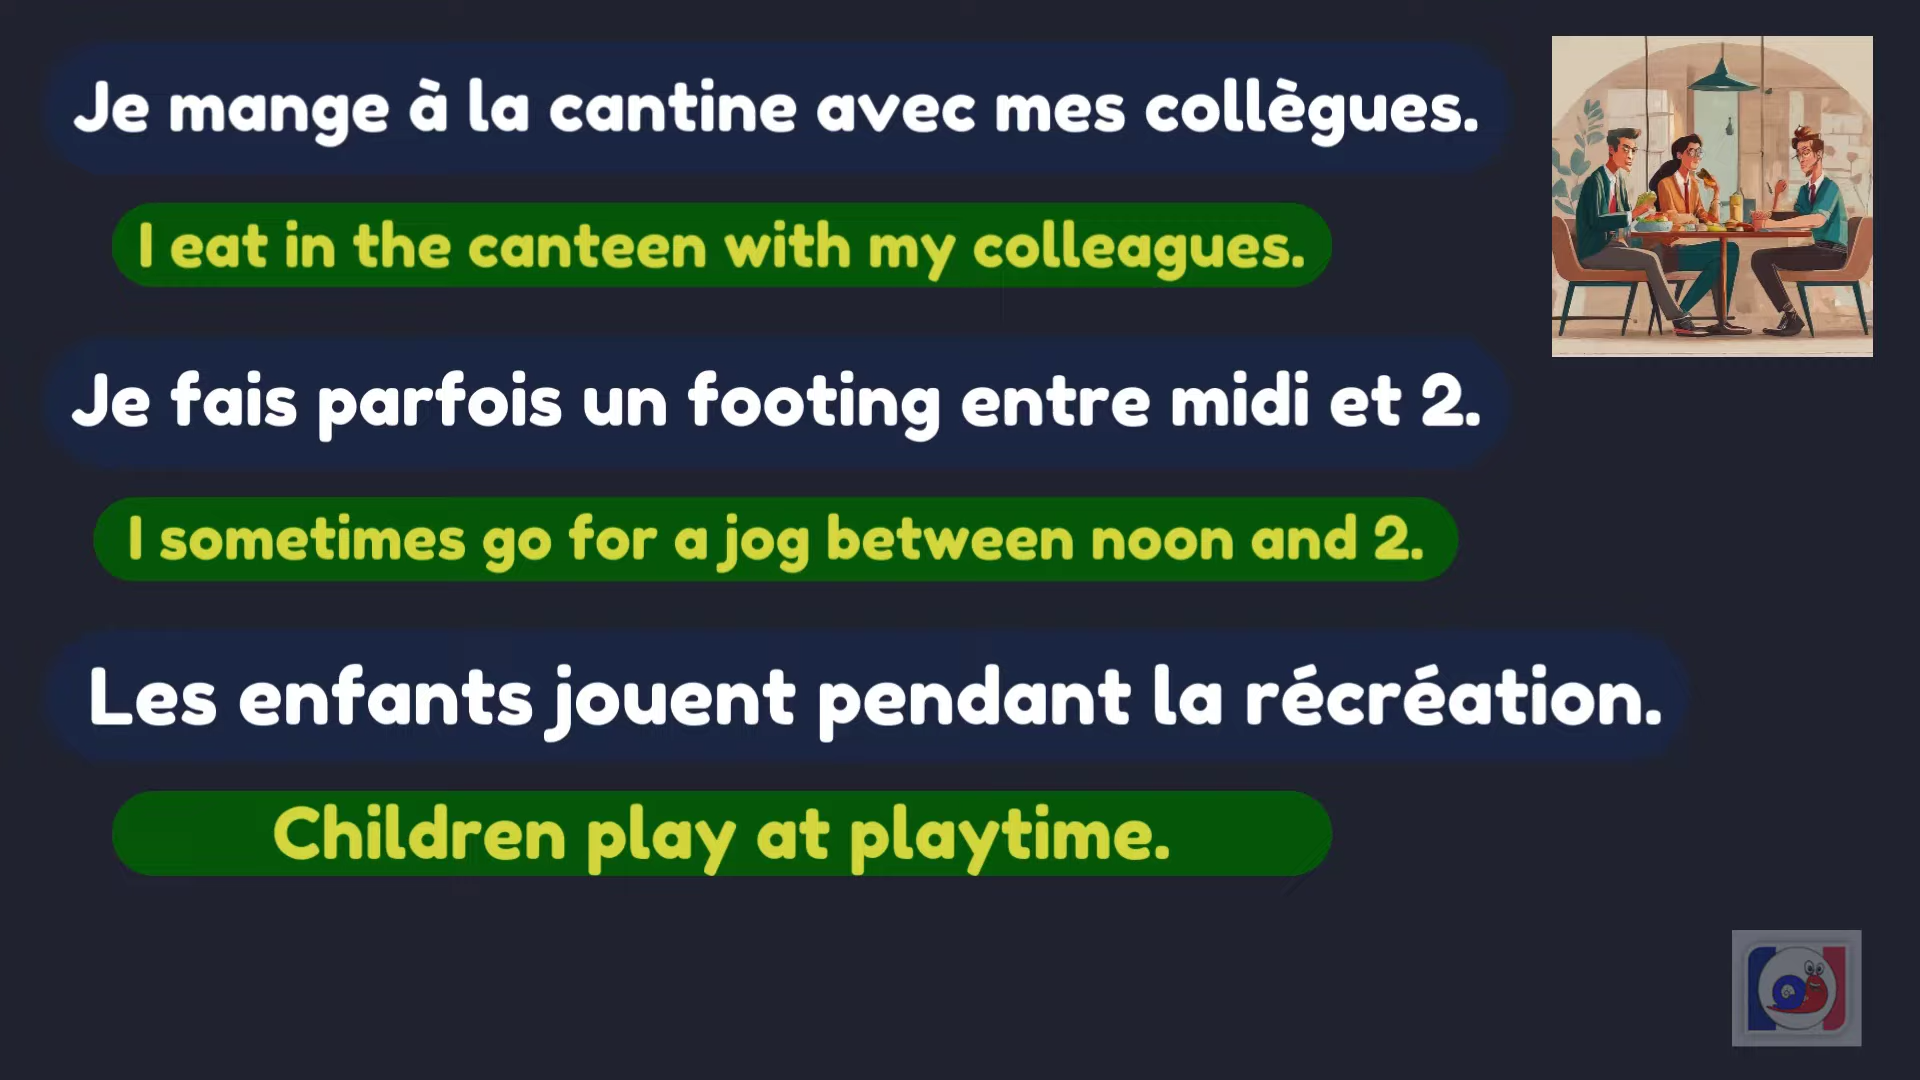 Je mange à la cantine avec mes collègues.
I eat in the canteen with my colleagues.
Je fais parfois un footing entre midi et 2.
I sometimes go for a jog between noon and 2.
Les enfants jouent pendant la récréation.
Children play at playtime.